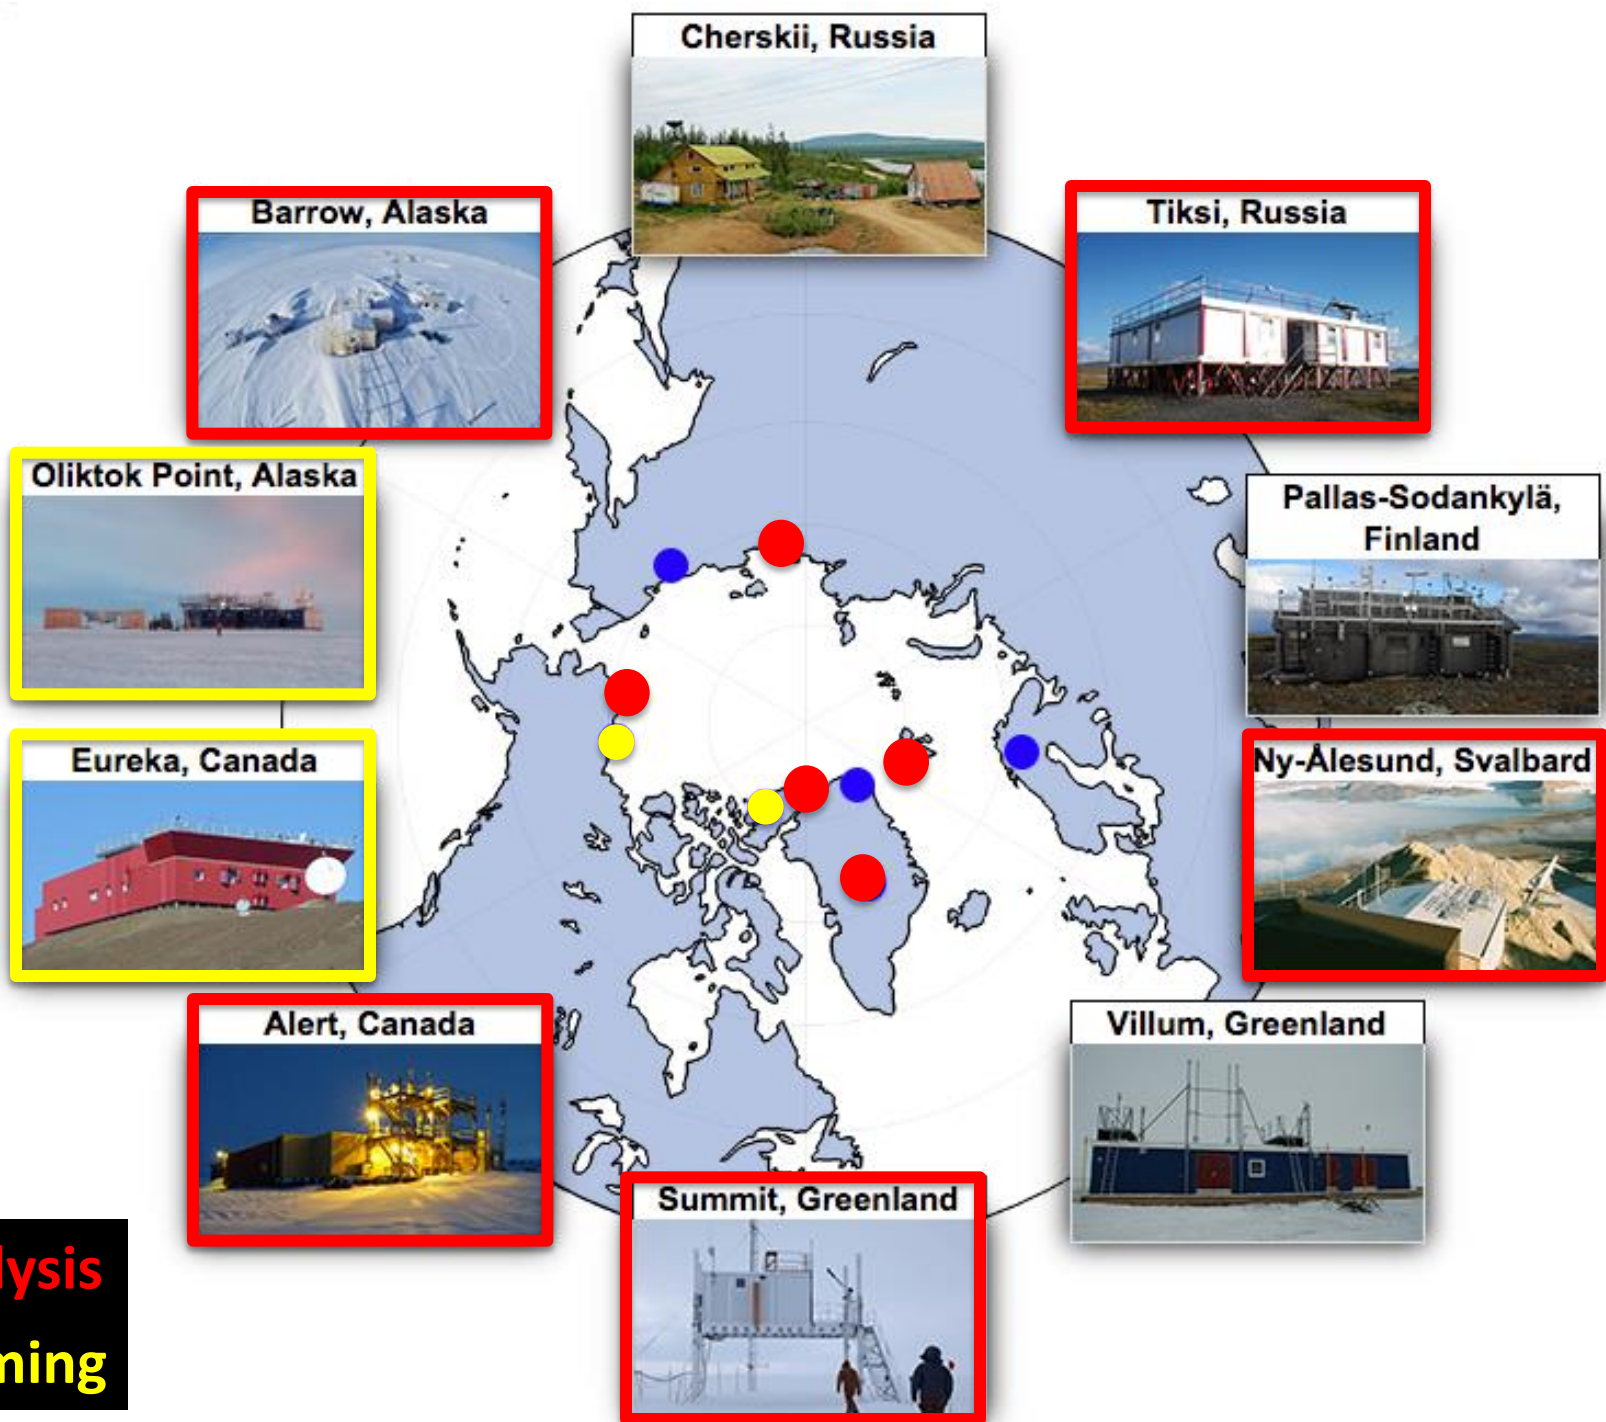 Cherskii, Russia
Barrow, Alaska
Tiksi, Russia
Oliktok Point, Alaska
Pallas-Sodankylä,
Finland
Eureka, Canada
Ny-Ålesund, Svalbard
Alert, Canada
Villum, Greenland
Summit, Greenland
lysis
ming